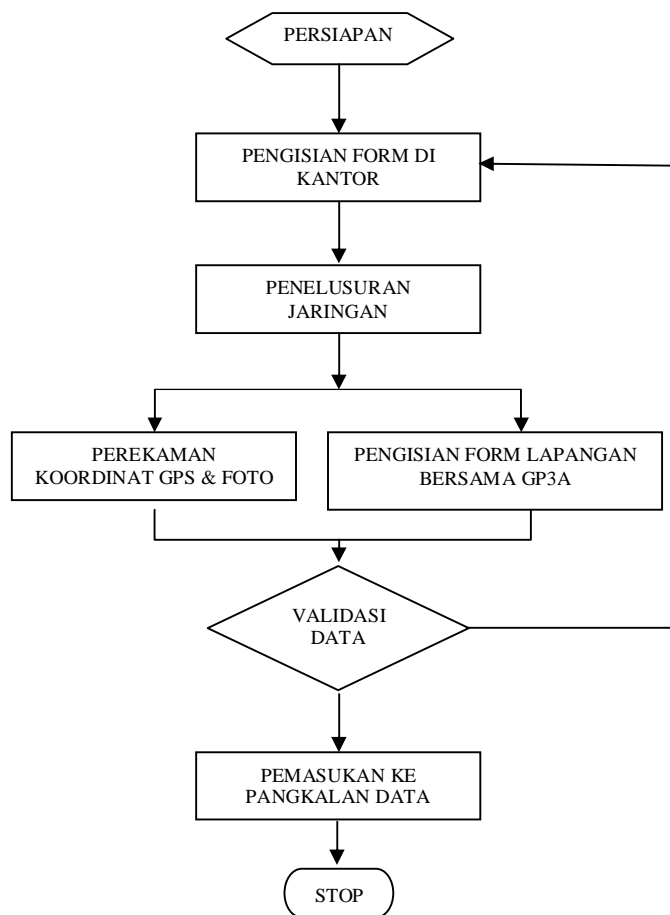 PERSIAPAN
PENGISIAN FORM DI
KANTOR
PENELUSURAN
JARINGAN
PEREKAMAN
KOORDINAT GPS & FOTO
PENGISIAN FORM LAPANGAN
BERSAMA GP3A
VALIDASI
DATA
PEMASUKAN KE
PANGKALAN DATA
STOP